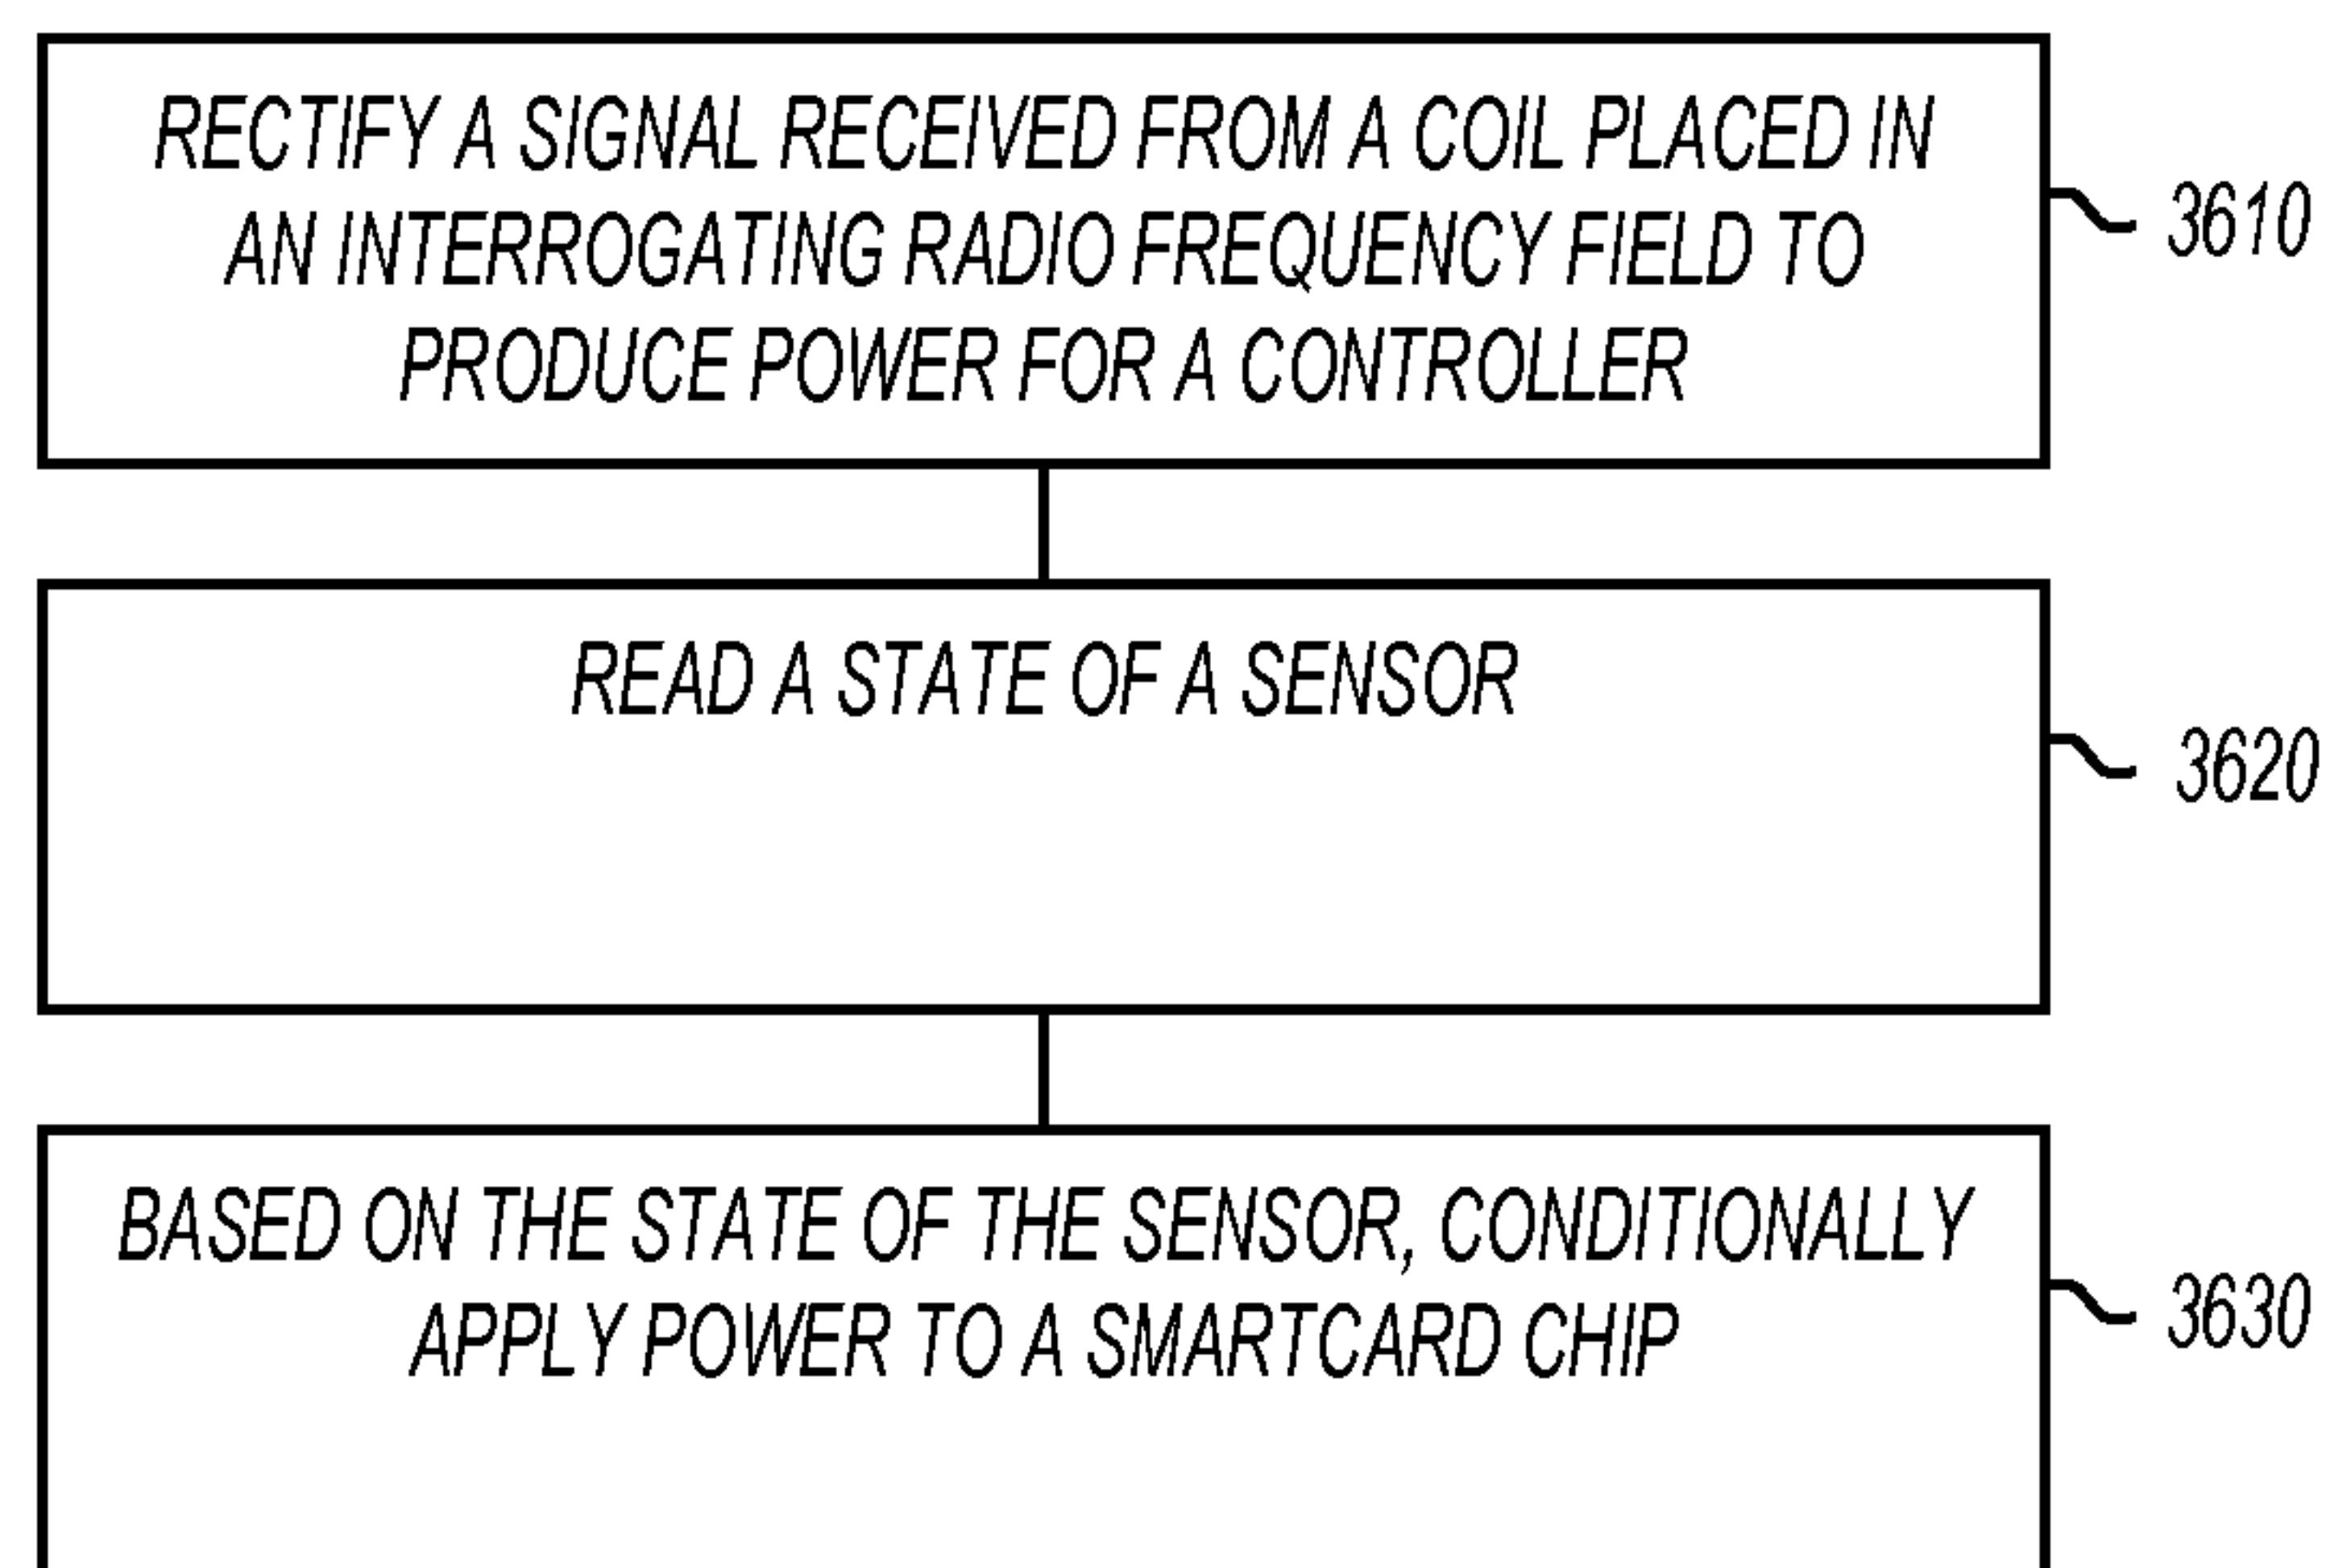 RECTIFY A SIGNAL RECEIVED FROM A COIL PLACED IN
AN INTERROGATING RADIO FREQUENCY FIELD TO
PRODUCE POWER FOR A CONTROLLER
3610
READ A STATE OF A SENSOR
3620
BASED ON THE STATE OF THE SENSOR, CONDITIONALLY
APPLY POWER TO A SMARTCARD CHIP
3630